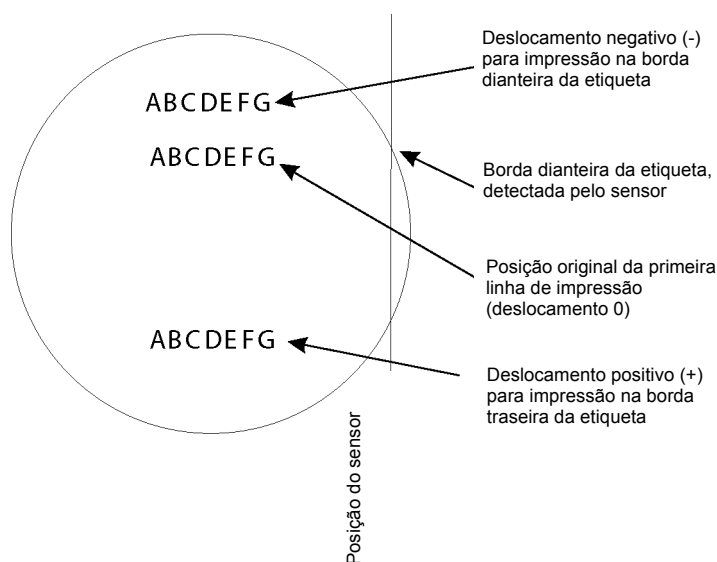 Deslocamento negativo (-)
para impressão na borda
dianteira da etiqueta
ABCDEFG
ABCDEFG
Borda dianteira da etiqueta,
detectada pelo sensor
Posição original da primeira
linha de impressão
(deslocamento 0)
ABCDEFG
Deslocamento positivo (+)
para impressão na borda
traseira da etiqueta
Posição do sensor